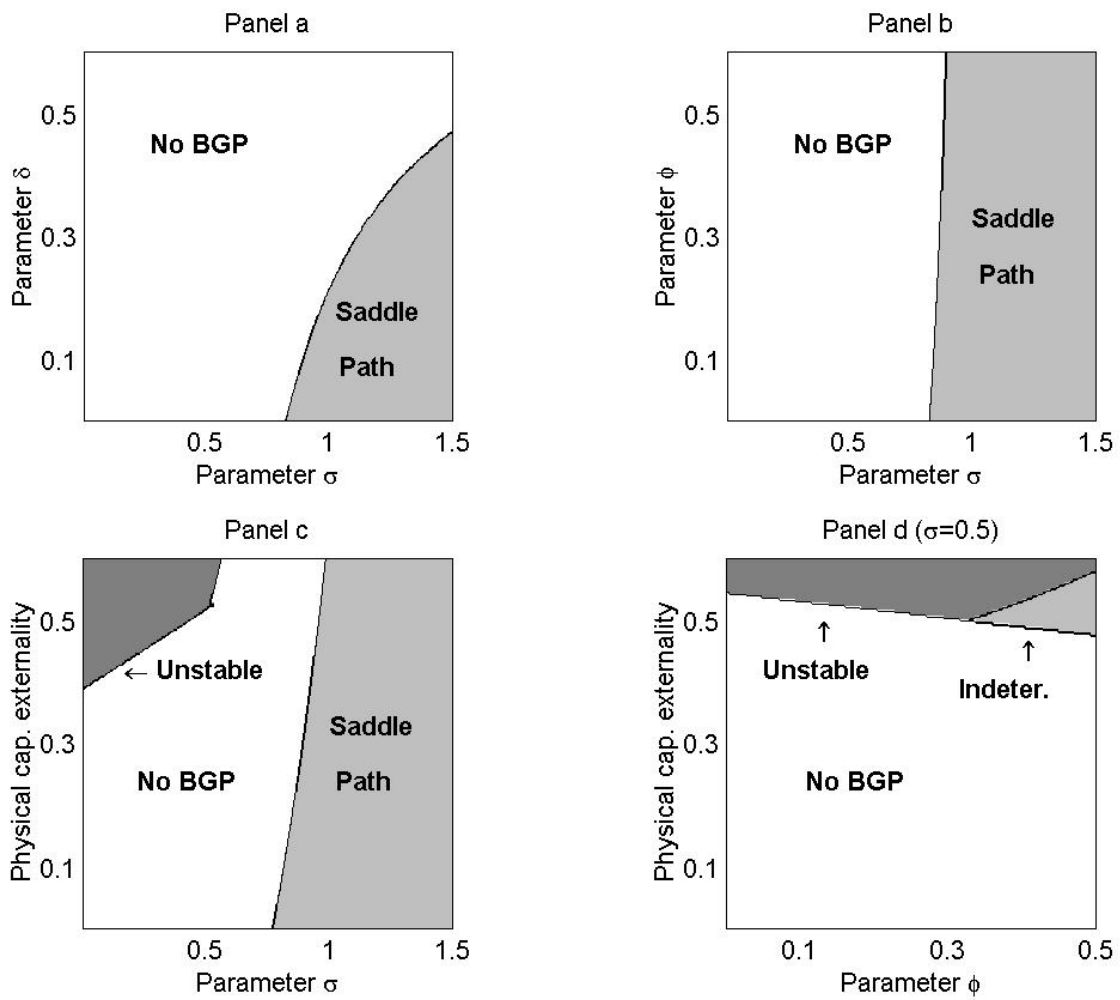 Panel a
0.5
0.3
0.1
Parameter δ
No BGP
Saddle
Path
0.5 1 1.5
Parameter σ
Panel b
0.5
0.3
0.1
Parameter ϕ
No BGP
Saddle
Path
0.5 1 1.5
Parameter σ
Panel c
0.5
0.3
0.1
Physical cap. externality
← Unstable
No BGP
Saddle
Path
0.5 1 1.5
Parameter σ
Panel d (σ=0.5)
0.5
0.3
0.1
Physical cap. externality
↑
Unstable
↑
Indeter.
No BGP
0.1 0.3 0.5
Parameter ϕ